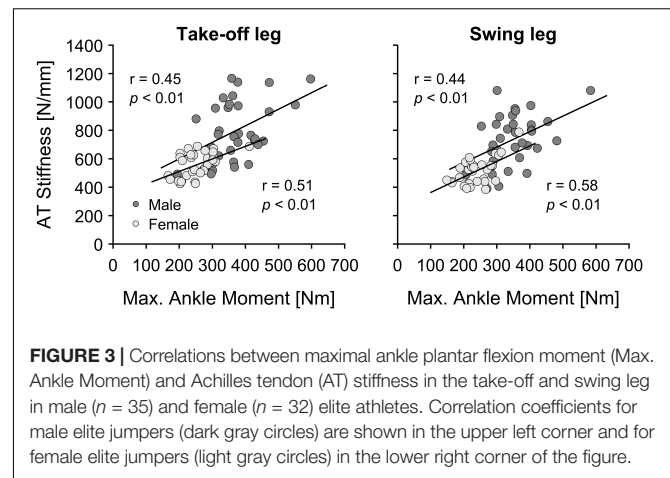 Take-off leg
Swing leg
AT Stiffness [N/mm]
1400
1200
1000
800
600
400
200
0
r = 0.45
p < 0.01
r = 0.51
p < 0.01
Male
Female
0 100 200 300 400 500 600 700
Max. Ankle Moment [Nm]
r = 0.44
p < 0.01
r = 0.58
p < 0.01
0 100 200 300 400 500 600 700
Max. Ankle Moment [Nm]
FIGURE 3 | Correlations between maximal ankle plantar flexion moment (Max.
Ankle Moment) and Achilles tendon (AT) stiffness in the take-off and swing leg
in male (n = 35) and female (n = 32) elite athletes. Correlation coefficients for
male elite jumpers (dark gray circles) are shown in the upper left corner and for
female elite jumpers (light gray circles) in the lower right corner of the figure.